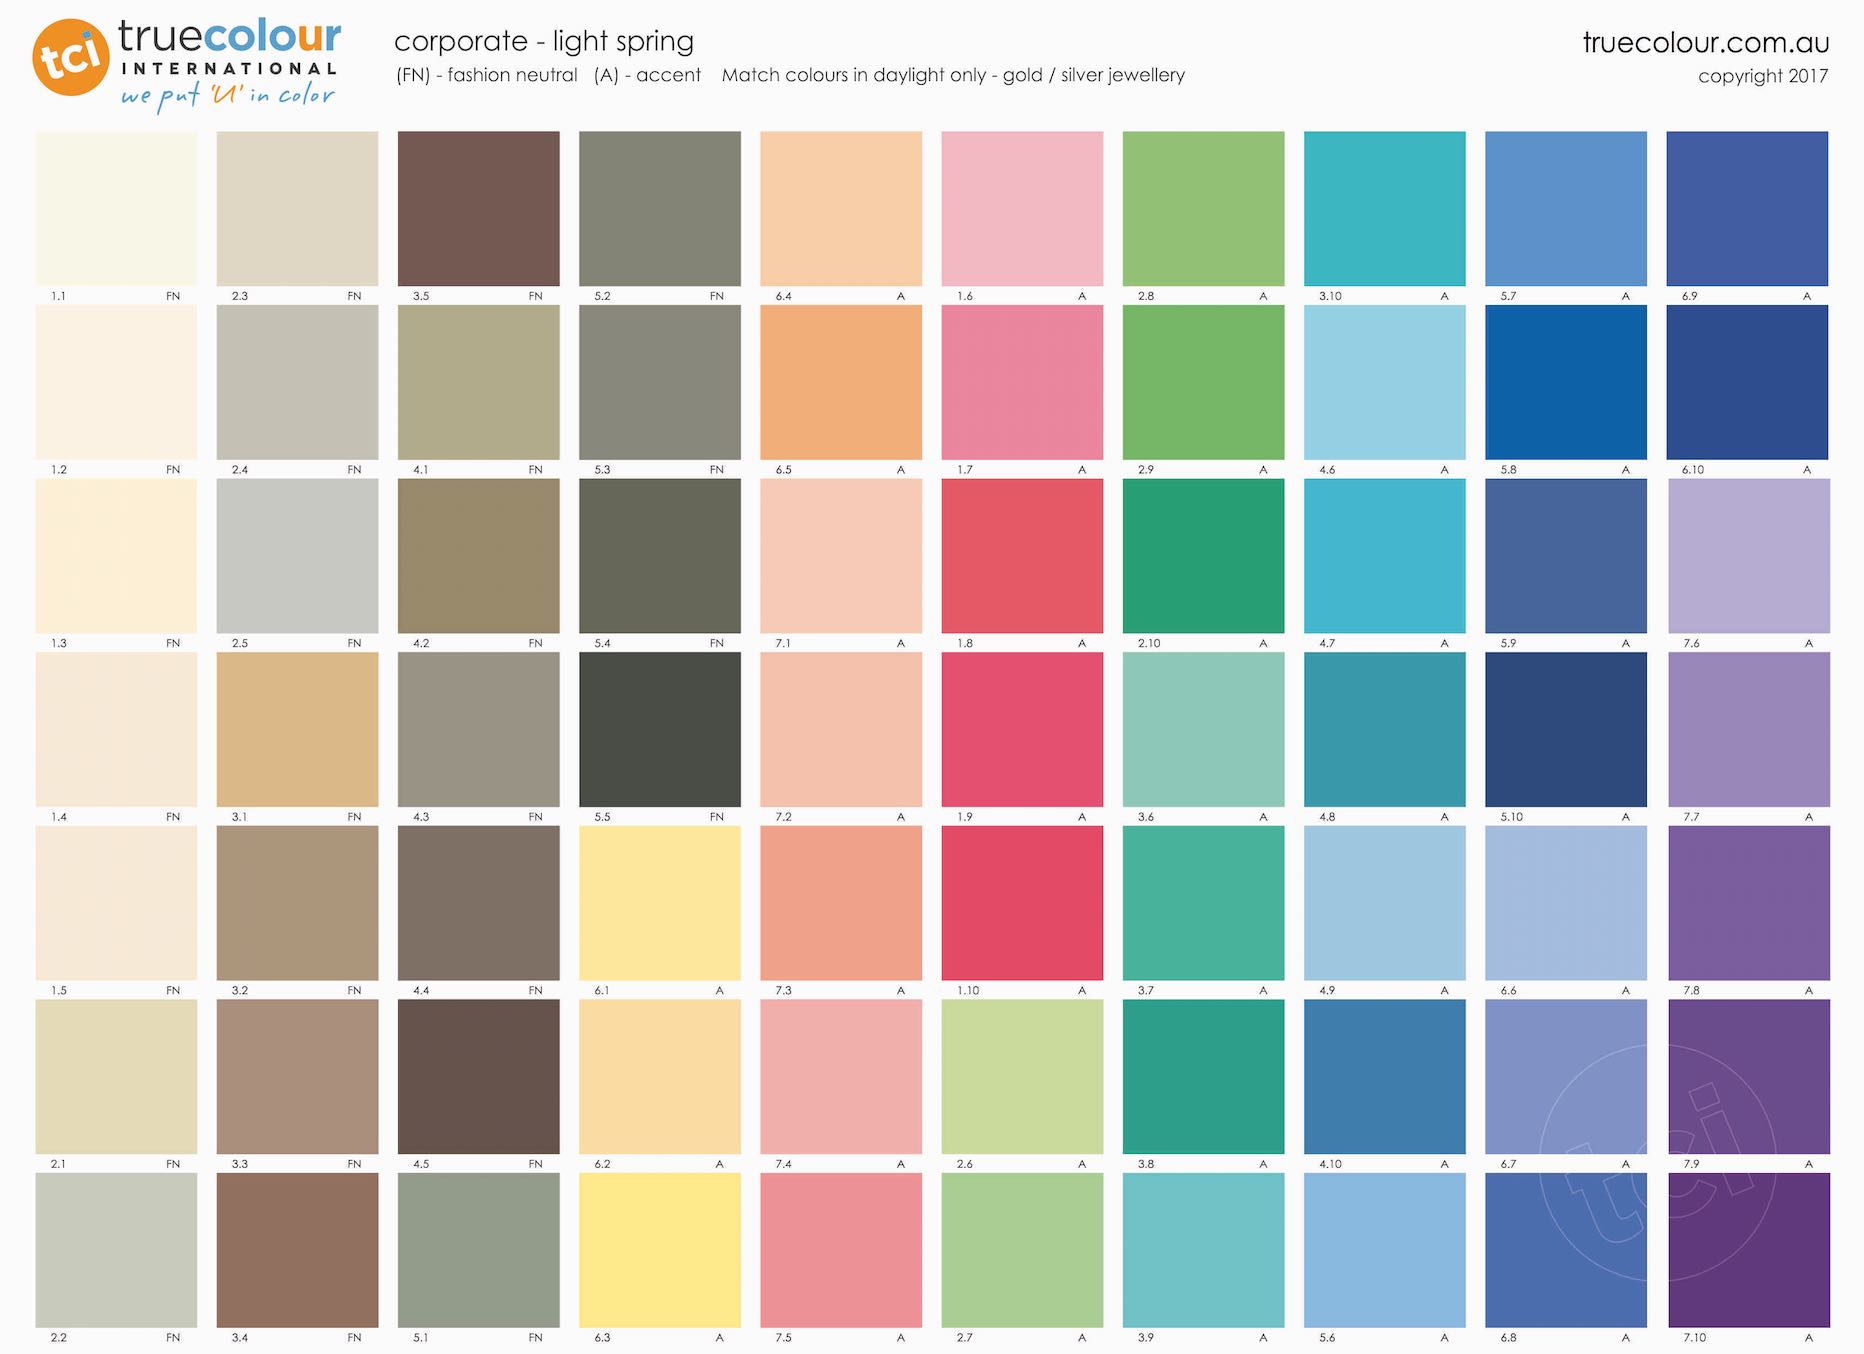 tci truecolour
INTERNATIONAL
we put 'U' in color
corporate - light spring
(FN) - fashion neutral (A) - accent Match colours in daylight only - gold / silver jewellery
truecolour.com.au
copyright 2017
1.1 FN 2.3 FN 3.5 FN 5.2 FN 6.4 A 1.6 A 2.8 A 3.10 A 5.7 A 6.9 A
1.2 FN 2.4 FN 4.1 FN 5.3 FN 6.5 A 1.7 A 2.9 A 4.6 A 5.8 A 6.10 A
1.3 FN 2.5 FN 4.2 FN 5.4 FN 7.1 A 1.8 A 2.10 A 4.7 A 5.9 A 7.6 A
1.4 FN 3.1 FN 4.3 FN 5.5 FN 7.2 A 1.9 A 3.6 A 4.8 A 5.10 A 7.7 A
1.5 FN 3.2 FN 4.4 FN 6.1 A 7.3 A 1.10 A 3.7 A 4.9 A 6.6 A 7.8 A
2.1 FN 3.3 FN 4.5 FN 6.2 A 7.4 A 2.6 A 3.8 A 4.10 A 6.7 A 7.9 A
tci
2.2 FN 3.4 FN 5.1 FN 6.3 A 7.5 A 2.7 A 3.9 A 5.6 A 6.8 A 7.10 A